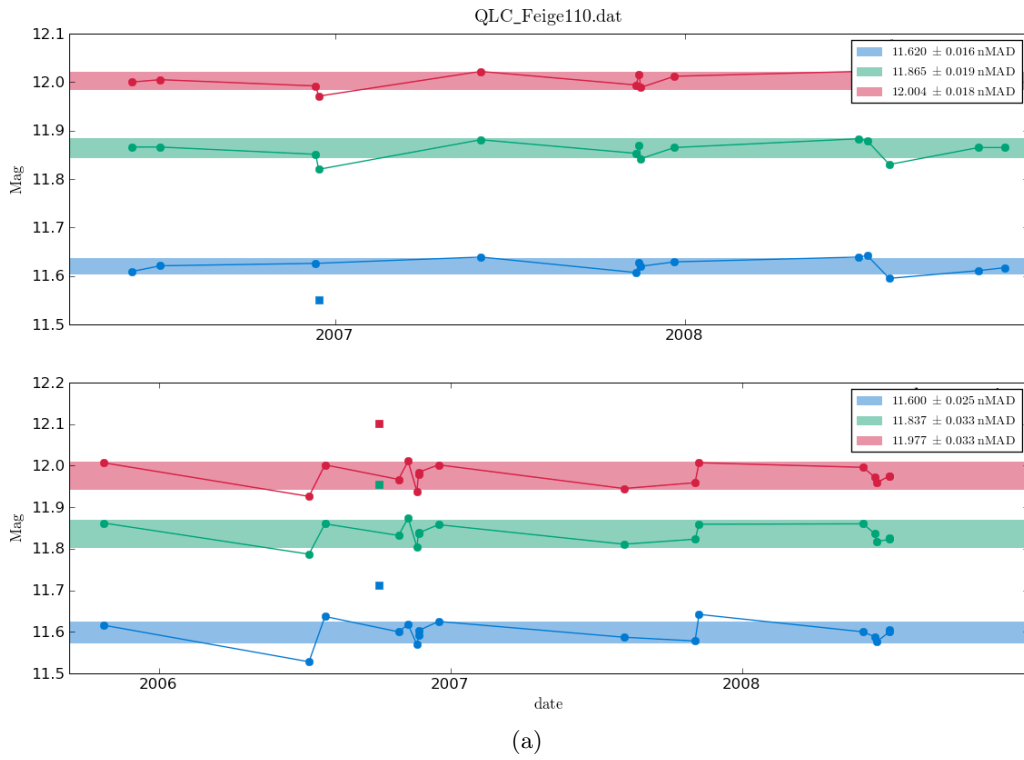 QLC_Feige110.dat
12.1
12.0
11.9
11.8
11.7
11.6
11.5
Mag
11.620 ± 0.016 nMAD
11.865 ± 0.019 nMAD
12.004 ± 0.018 nMAD
2007 2008
12.2
12.1
12.0
11.9
11.8
11.7
11.6
11.5
Mag
11.600 ± 0.025 nMAD
11.837 ± 0.033 nMAD
11.977 ± 0.033 nMAD
2006 2007 2008
date
(a)